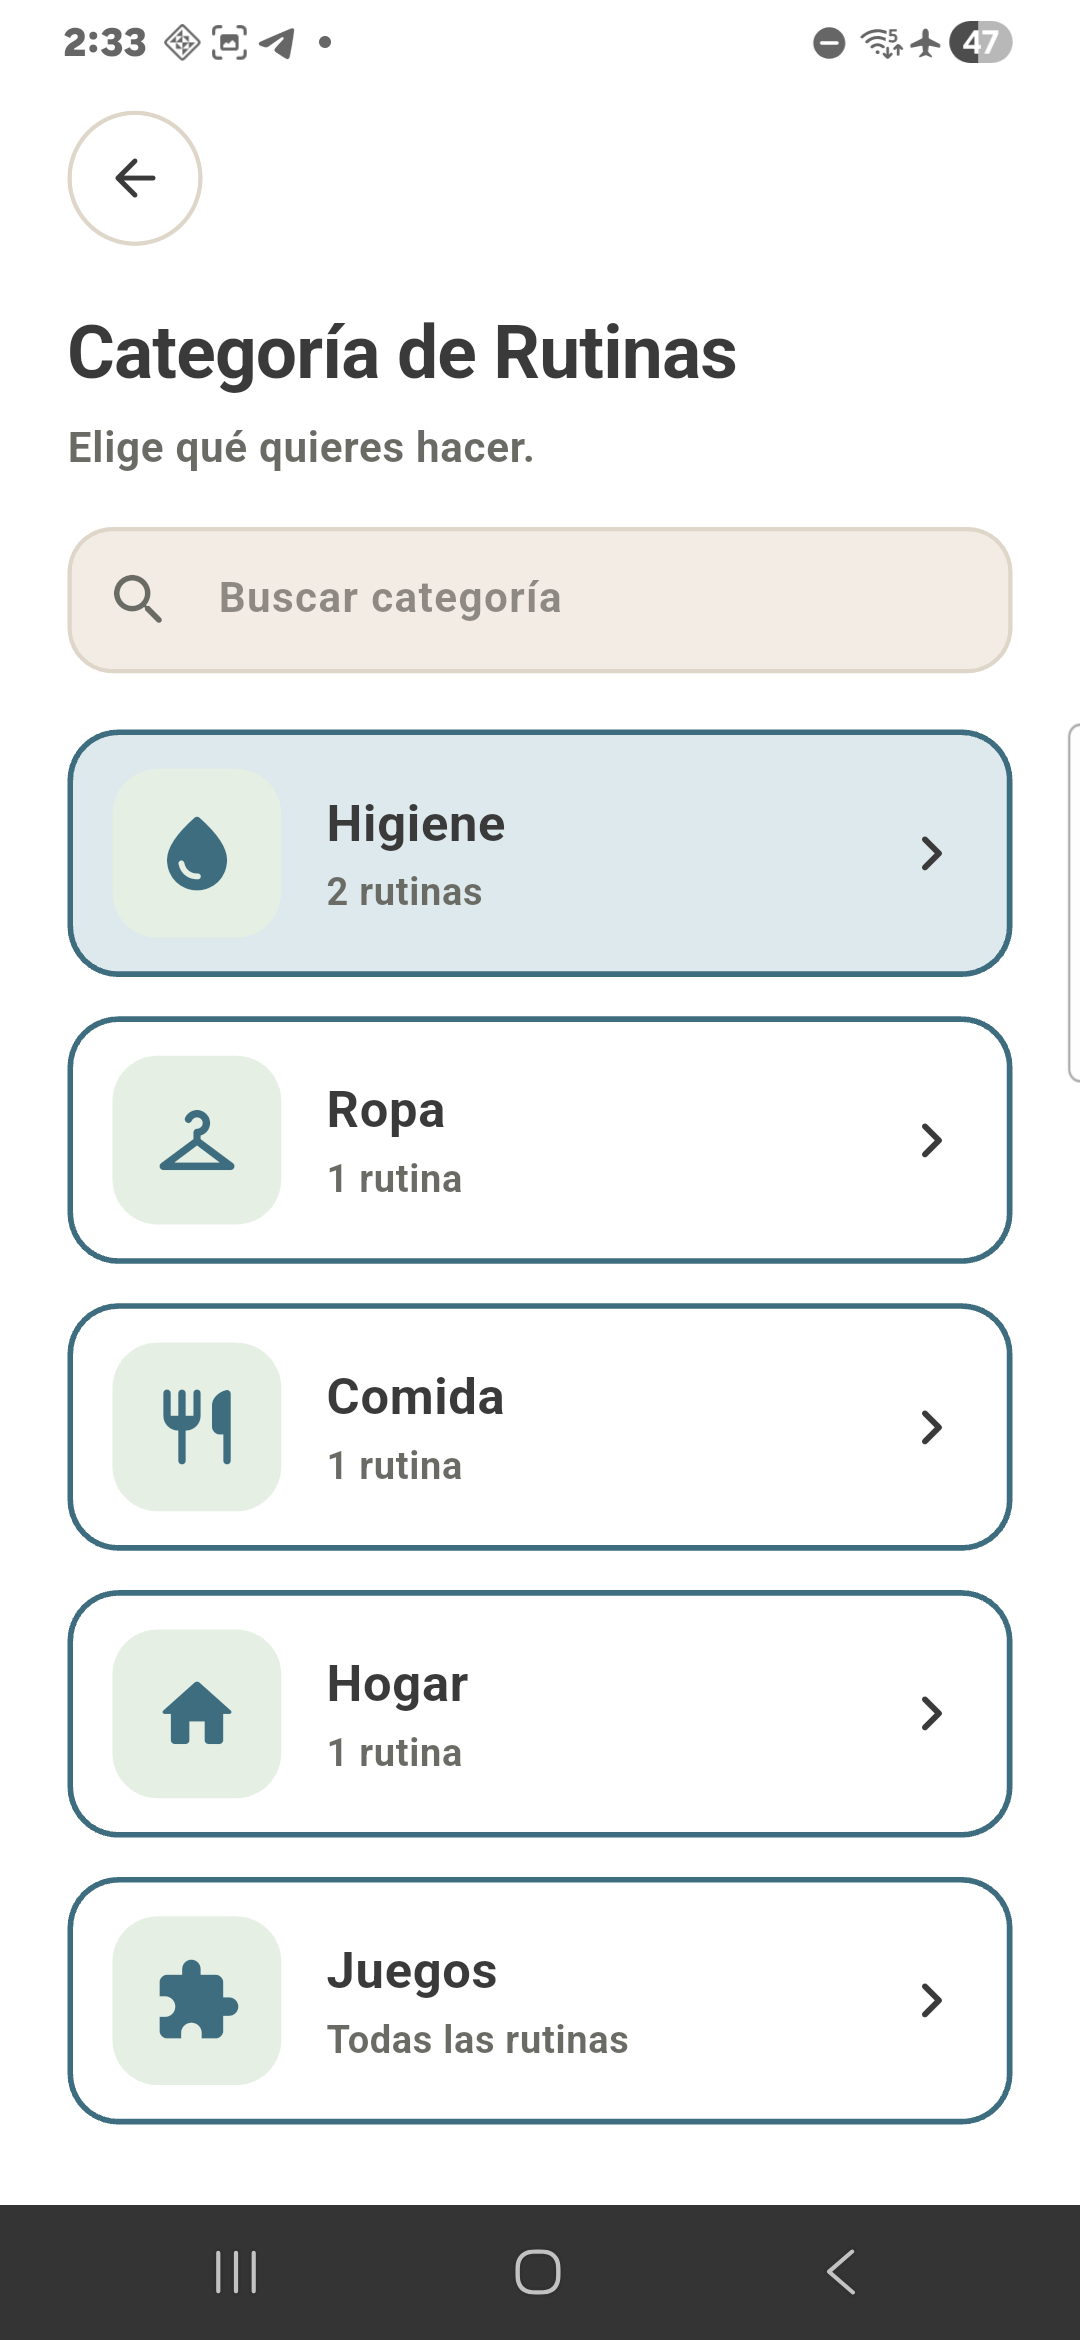 2:33
5
47
Categoría de Rutinas
Elige qué quieres hacer.
Buscar categoría
Higiene
2 rutinas
Ropa
1 rutina
Comida
1 rutina
Hogar
1 rutina
Juegos
Todas las rutinas